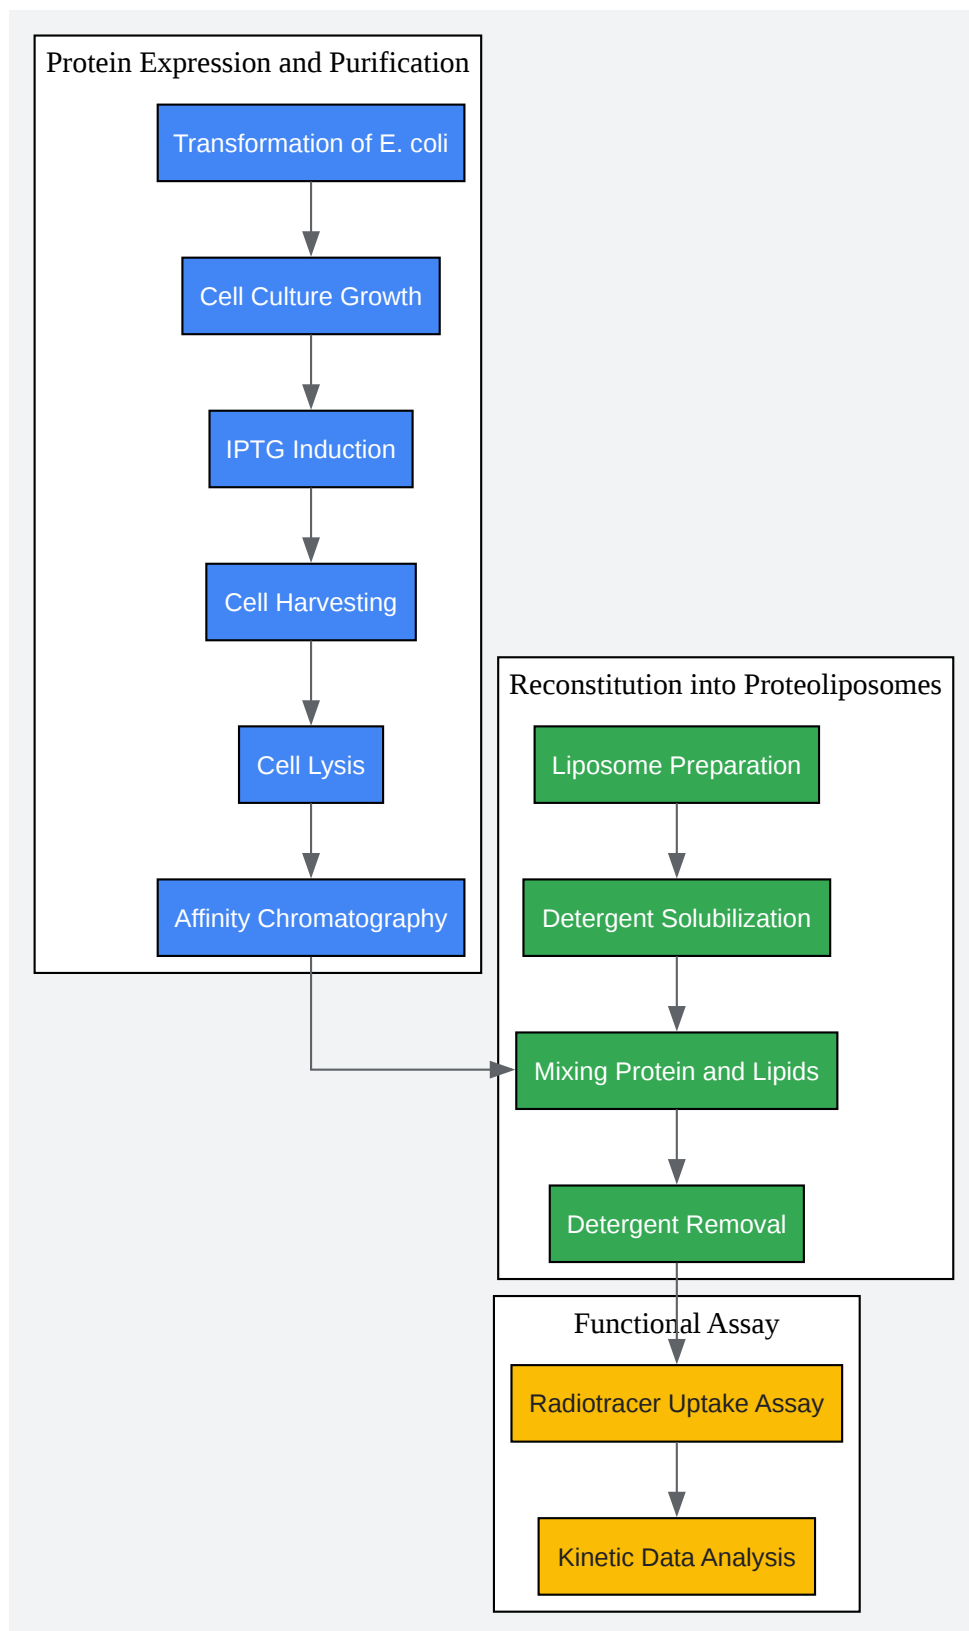 Protein Expression and Purification
Transformation of E. coli
Cell Culture Growth
IPTG Induction
Cell Harvesting
Cell Lysis
Affinity Chromatography
Reconstitution into Proteoliposomes
Liposome Preparation
Detergent Solubilization
Mixing Protein and Lipids
Detergent Removal
Functional Assay
Radiotracer Uptake Assay
Kinetic Data Analysis